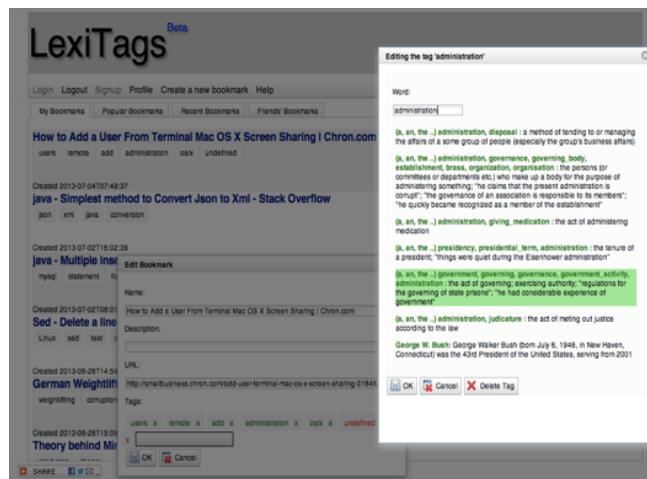 LexiTags Beta
Login Logout Signup Profile Create a new bookmark Help
My Bookmarks Popular Bookmarks Recent Bookmarks Friends' Bookmarks
How to Add a User From Terminal Mac OS X Screen Sharing | Chron.com
users remote add administration os/x undefined
Created 2013-07-04T07:49:37
java - Simplest method to Convert Json to Xml - Stack Overflow
json xml java conversion
Created 2013-07-02T16:02:39
java - Multiple inse
mysql statement
Created 2013-07-02T08:01
Sed - Delete a line
Linux sed text
Created 2013-06-28T14:54
German Weightlift
weightlifting corruption
Created 2013-06-28T15:09
Theory behind Mir
SHARE
Edit Bookmark
Name:
How to Add a User From Terminal Mac OS X Screen Sharing | Chron.com
Description:
URL:
http://smallbusiness.chron.com/add-user-terminal-mac-os-x-screen-sharing-31846.
Tags:
users x remote x add x administration x os/x x undefined
x
OK Cancel
Editing the tag 'administration'
Word:
administration
(a, an, the ..) administration, disposal : a method of tending to or managing
the affairs of a some group of people (especially the group's business affairs)
(a, an, the ..) administration, governance, governing_body,
establishment, brass, organization, organisation : the persons (or
committees or departments etc.) who make up a body for the purpose of
administering something; "he claims that the present administration is
corrupt"; "the governance of an association is responsible to its members";
"he quickly became recognized as a member of the establishment"
(a, an, the ..) administration, giving_medication : the act of administering
medication
(a, an, the ..) presidency, presidential_term, administration : the tenure of
a president; "things were quiet during the Eisenhower administration"
(a, an, the ..) government, governing, governance, government_activity,
administration : the act of governing; exercising authority; "regulations for
the governing of state prisons"; "he had considerable experience of
government"
(a, an, the ..) administration, judicature : the act of meting out justice
according to the law
George W. Bush: George Walker Bush (born July 6, 1946, in New Haven,
Connecticut) was the 43rd President of the United States, serving from 2001
OK Cancel Delete Tag